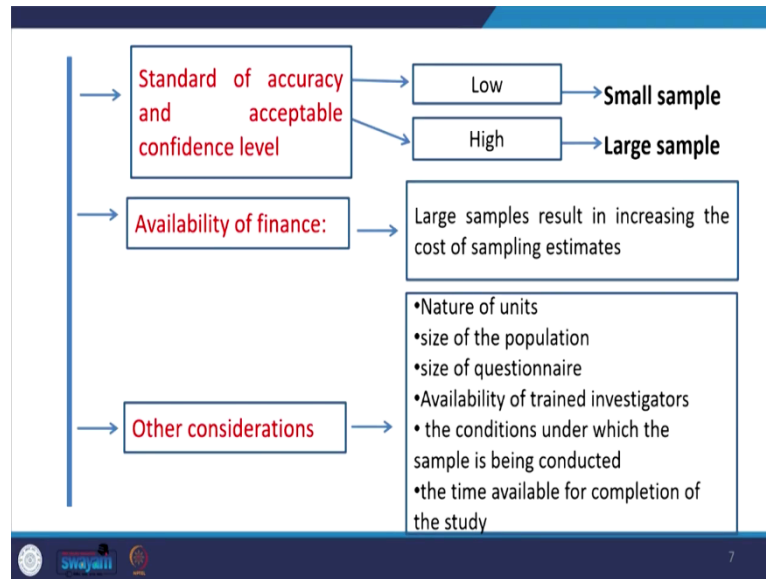 Standard of accuracy
and acceptable
confidence level
Low
Small sample
High
Large sample
Availability of finance:
Large samples result in increasing the
cost of sampling estimates
Other considerations
•Nature of units
•size of the population
•size of questionnaire
•Availability of trained investigators
• the conditions under which the
sample is being conducted
•the time available for completion of
the study
swayam
7